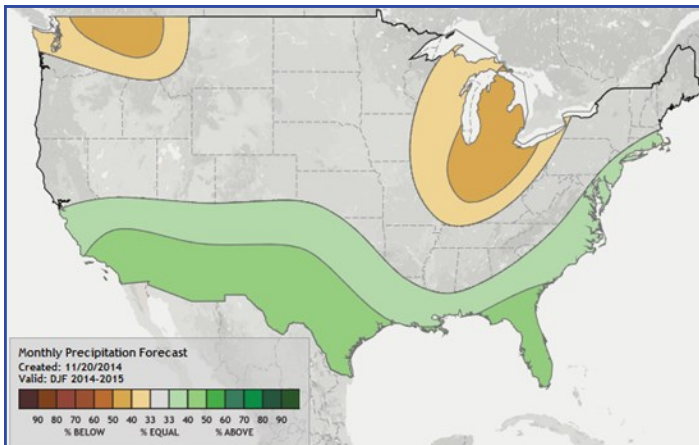 Monthly Precipitation Forecast
Created: 11/20/2014
Valid: DJF 2014-2015
90 80 70 60 50 40 33 33 40 50 60 70 80 90
% BELOW % EQUAL % ABOVE